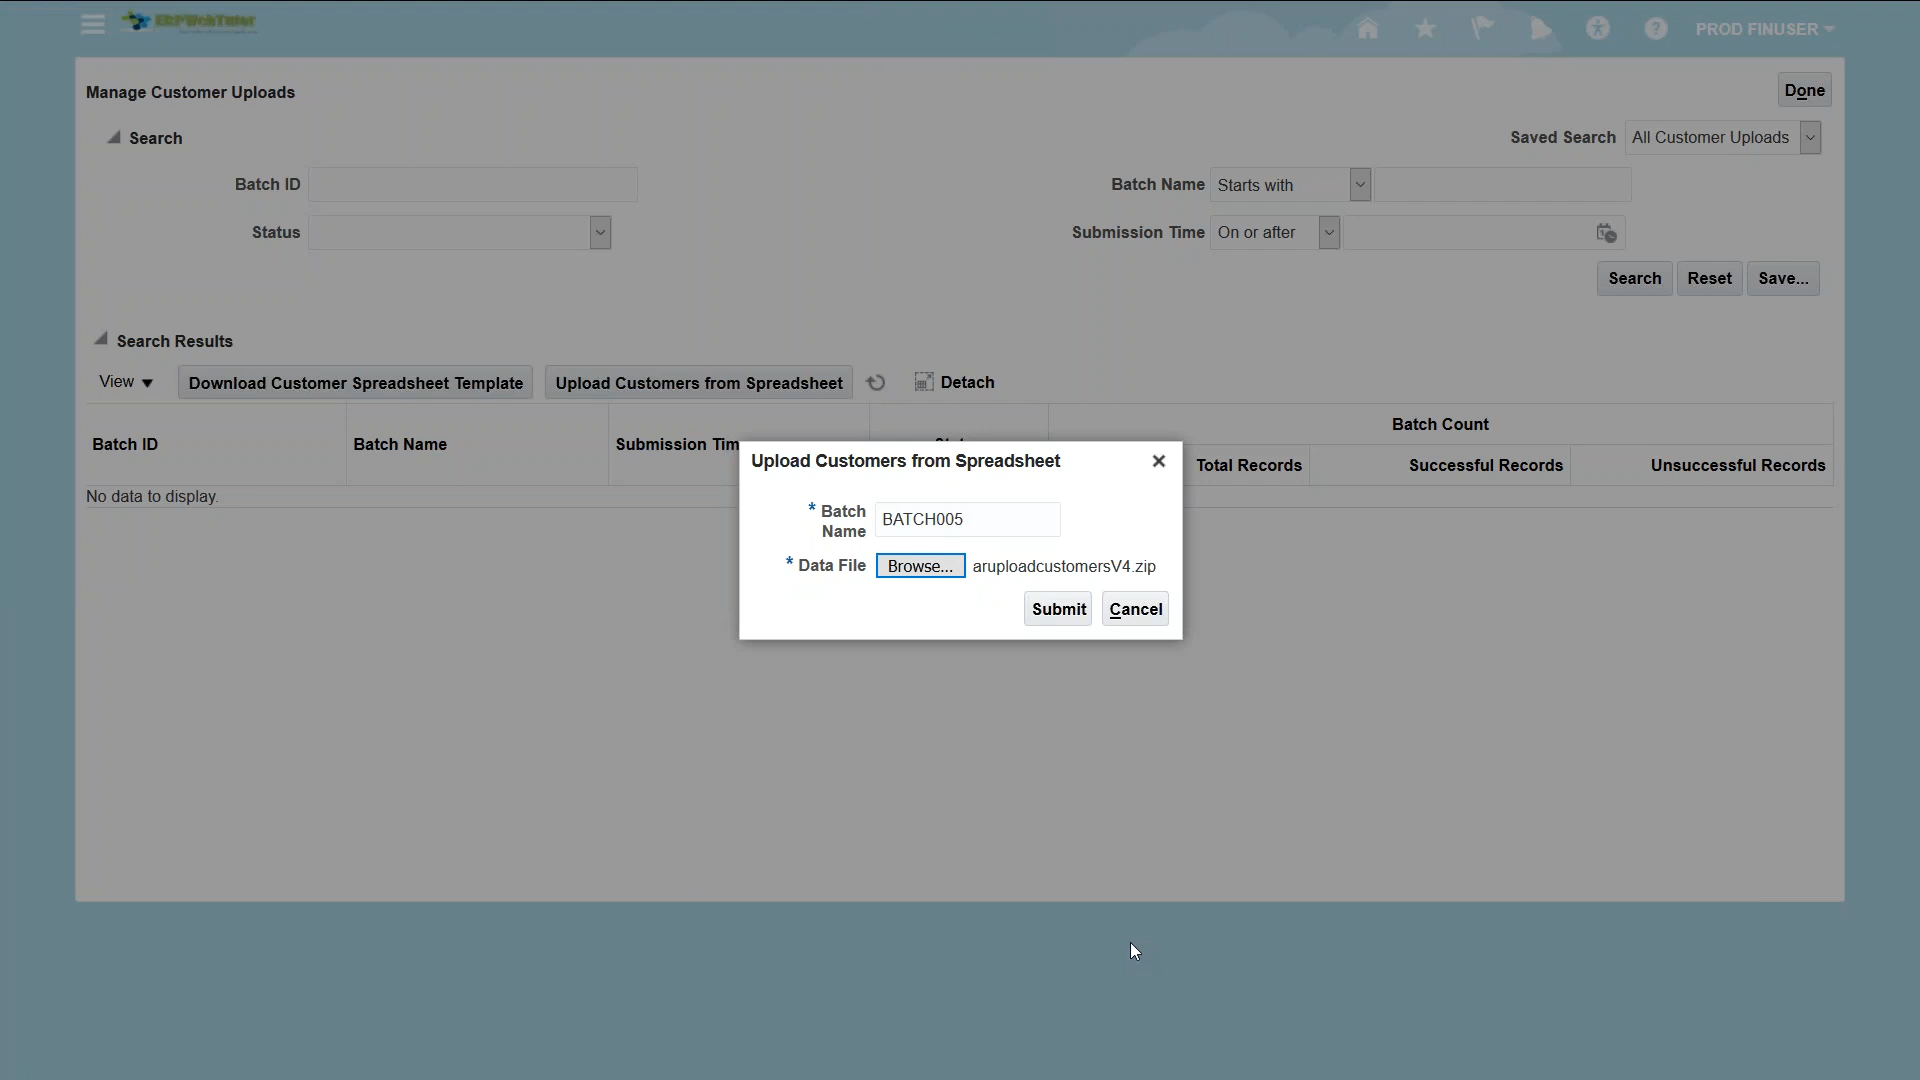 ERPWebTutor
PROD FINUSER
Manage Customer Uploads
Done
Search
Saved Search All Customer Uploads
Batch ID
Batch Name Starts with
Status
Submission Time On or after
Search Reset Save...
Search Results
View Download Customer Spreadsheet Template Upload Customers from Spreadsheet Detach
Batch Count
Batch ID Batch Name Submission Tim
Total Records Successful Records Unsuccessful Records
No data to display.
Upload Customers from Spreadsheet
* Batch Name BATCH005
* Data File Browse... aruploadcustomersV4.zip
Submit Cancel